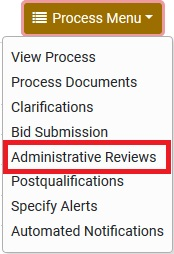 Process Menu
View Process
Process Documents
Clarifications
Bid Submission
Administrative Reviews
Postqualifications
Specify Alerts
Automated Notifications